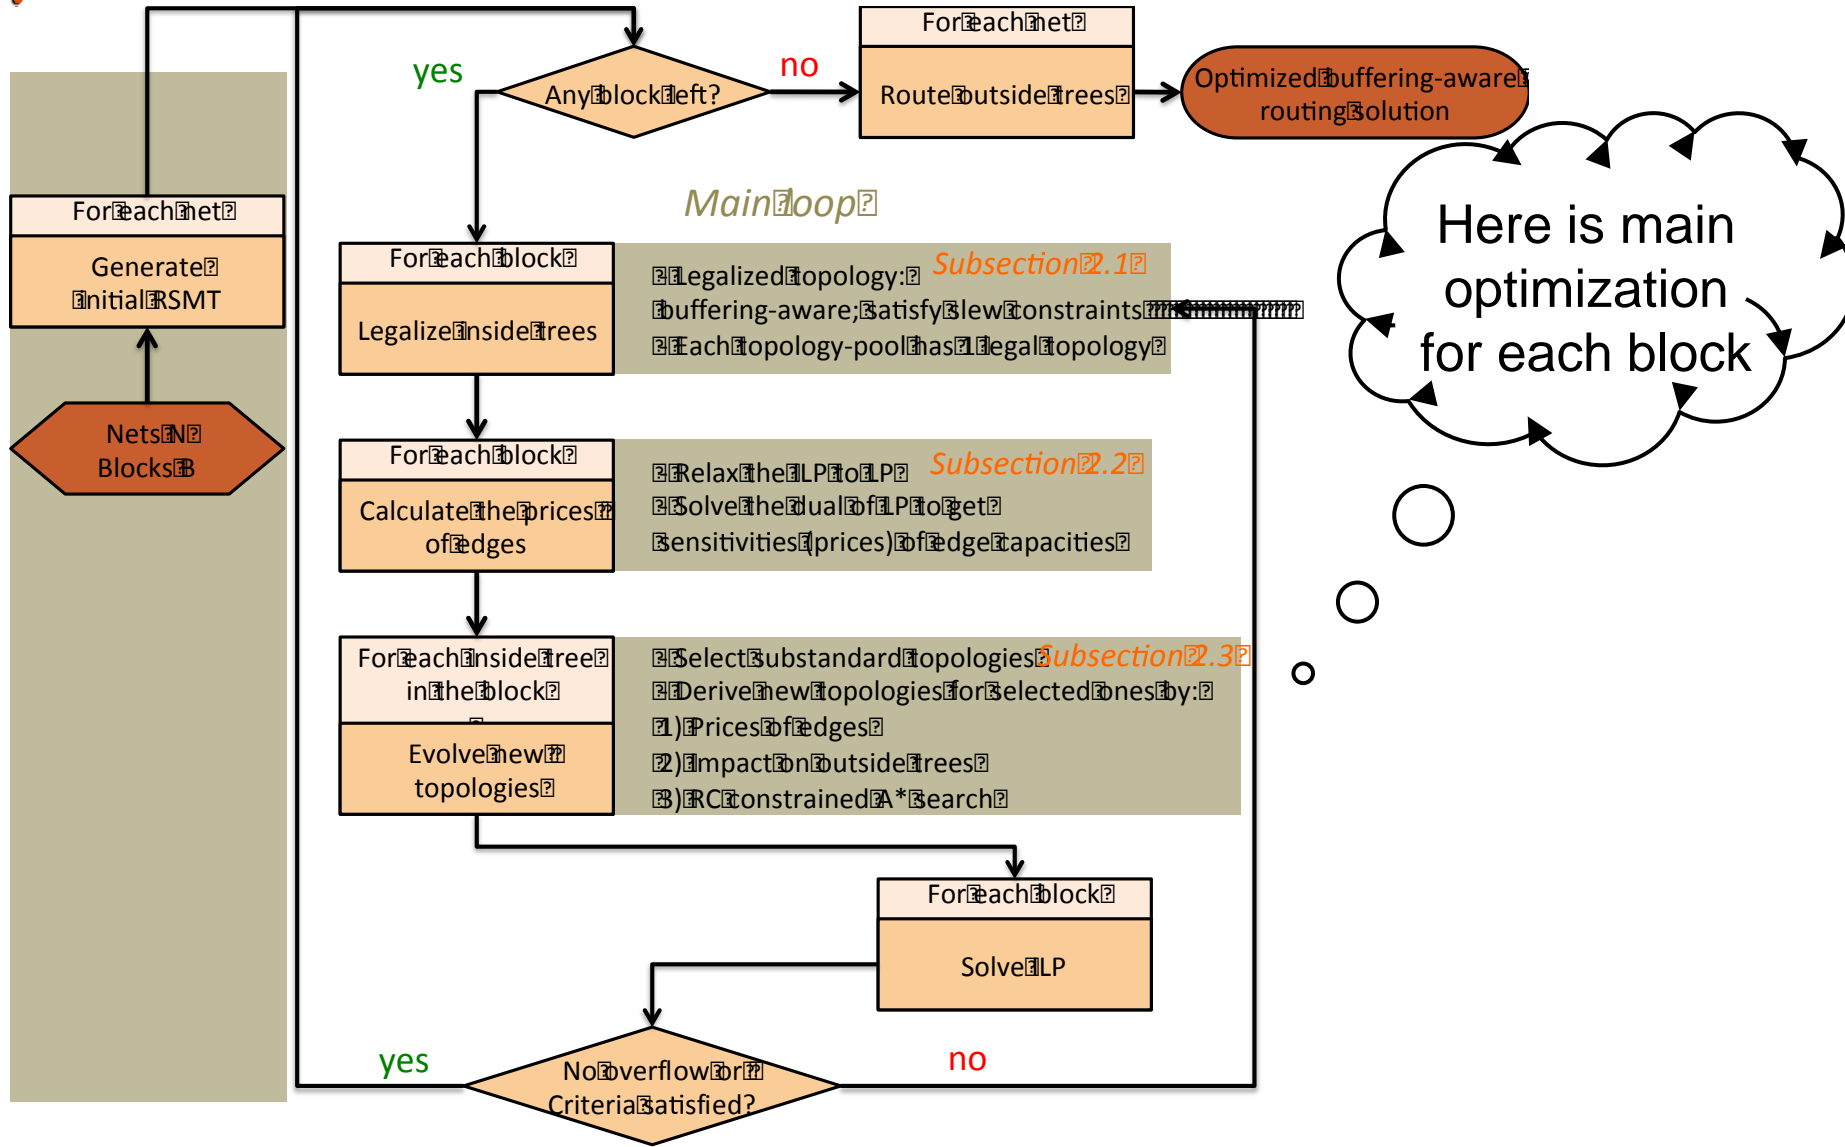 For each net
yes
Any block left?
no
Route outside trees
Optimized buffering-aware
routing solution
For each net
Generate
initial RSMT
Nets N
Blocks B
Main loop
Here is main
optimization
for each block
For each block
Legalize inside trees
Subsection 2.1
- Legalized topology:
buffering-aware; satisfy slew constraints
- Each topology-pool has 1 legal topology
For each block
Calculate the prices
of edges
Subsection 2.2
- Relax the ILP to LP
- Solve the dual of LP to get
sensitivities (prices) of edge capacities
For each inside tree
in the block
Evolve new
topologies
Subsection 2.3
- Select substandard topologies
- Derive new topologies for selected ones by:
1) Prices of edges
2) Impact on outside trees
3) RC constrained A* search
For each block
Solve ILP
yes
No overflow or
Criteria satisfied?
no